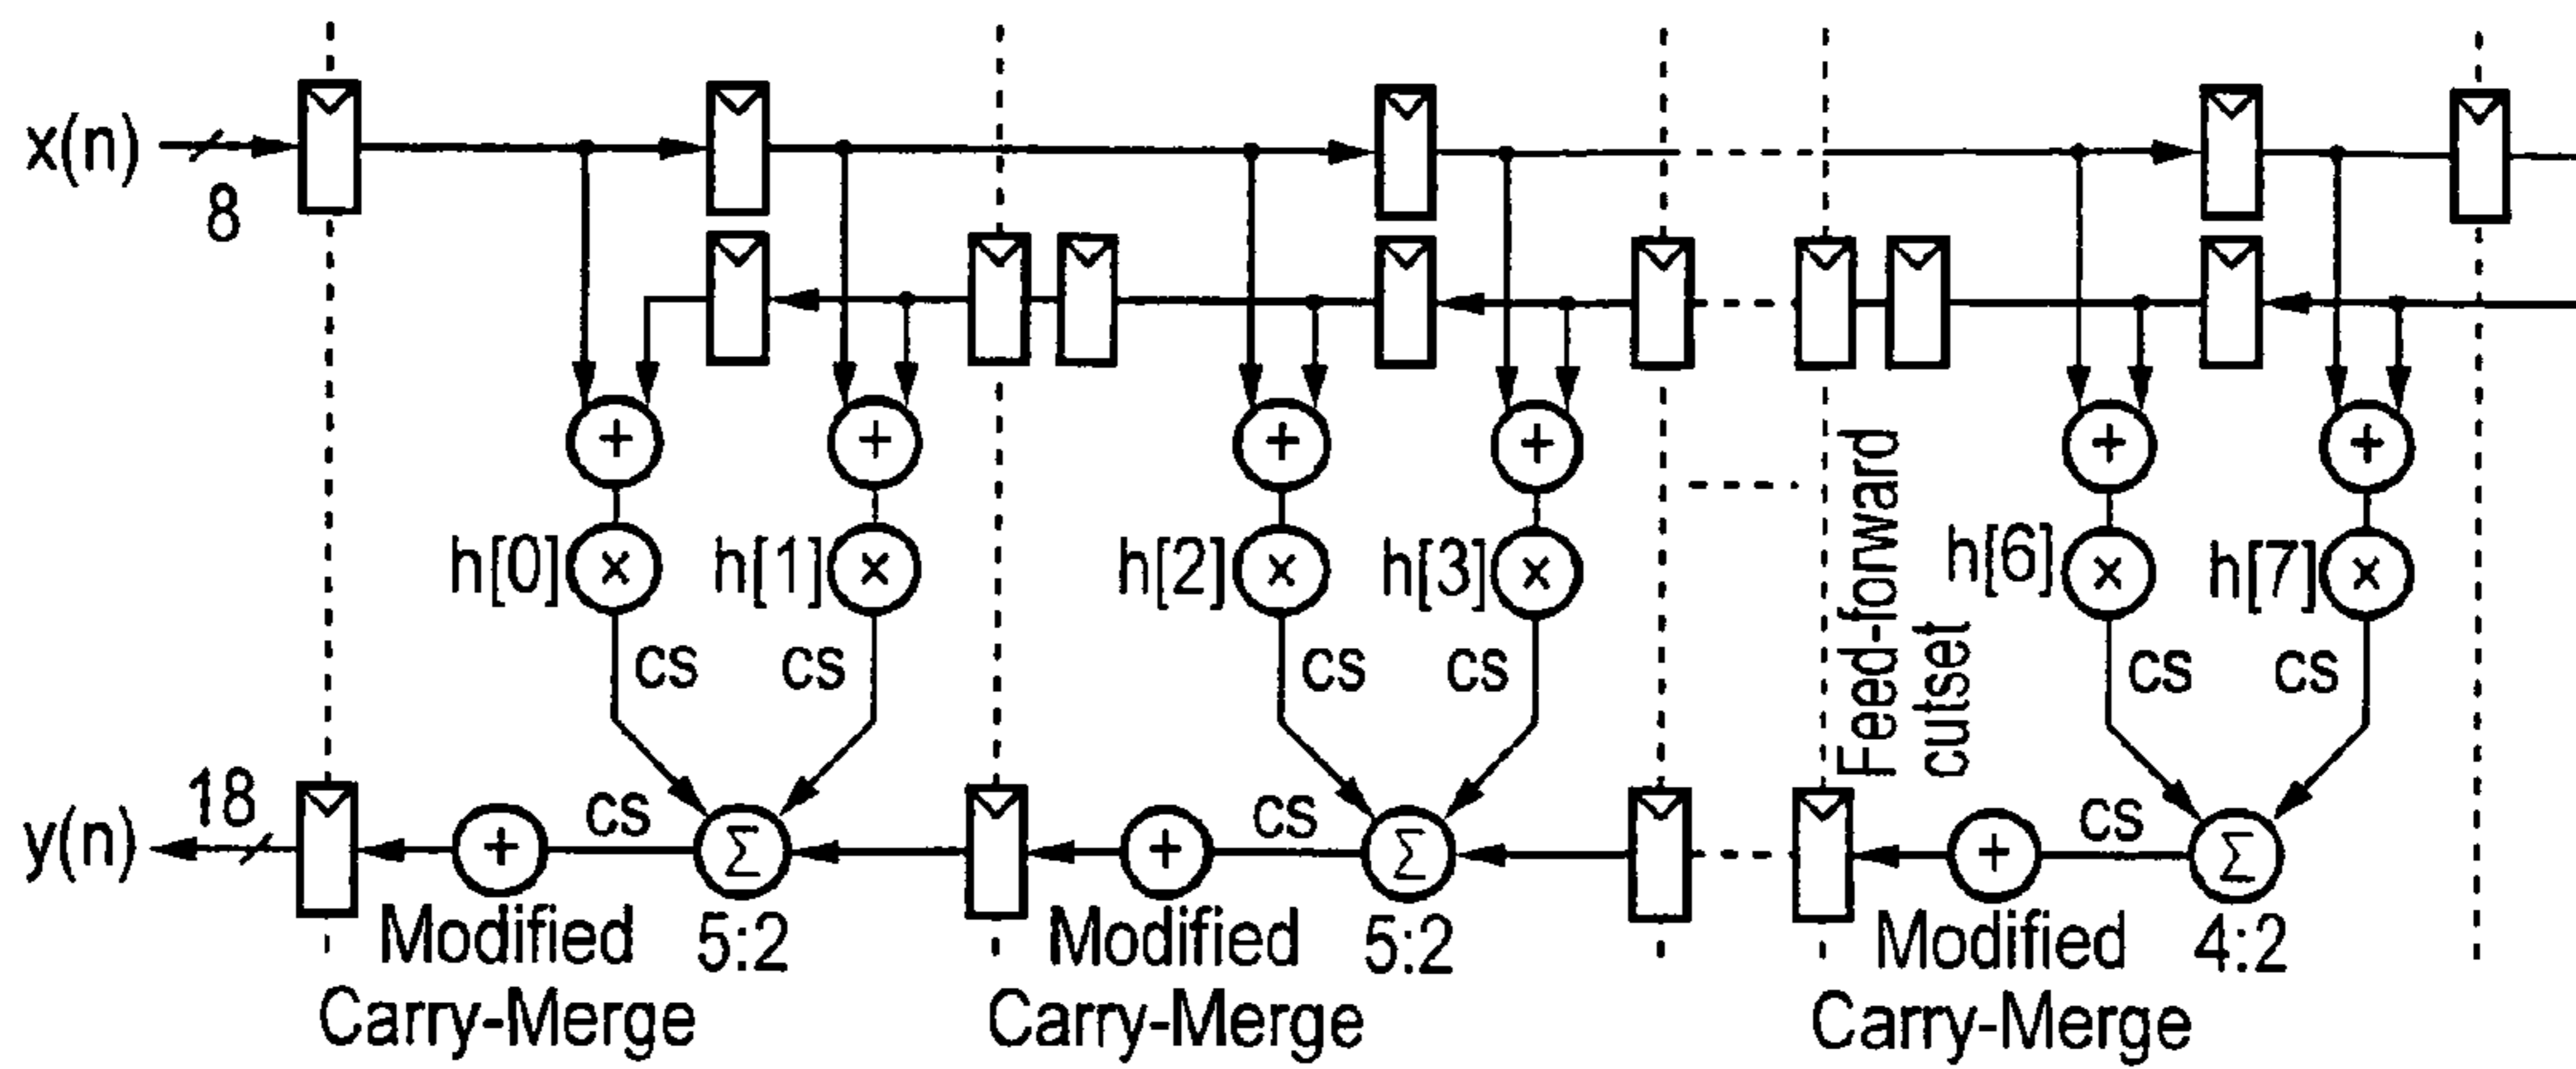 x(n)
8
+
+
+
+
+
+
h[0] × h[1] × h[2] × h[3] × h[6] × h[7] ×
Feed-forward
cutset
cs cs cs cs cs cs
18
y(n)
+ cs Σ + cs Σ + cs Σ
Modified 5:2 Modified 5:2 Modified 4:2
Carry-Merge Carry-Merge Carry-Merge